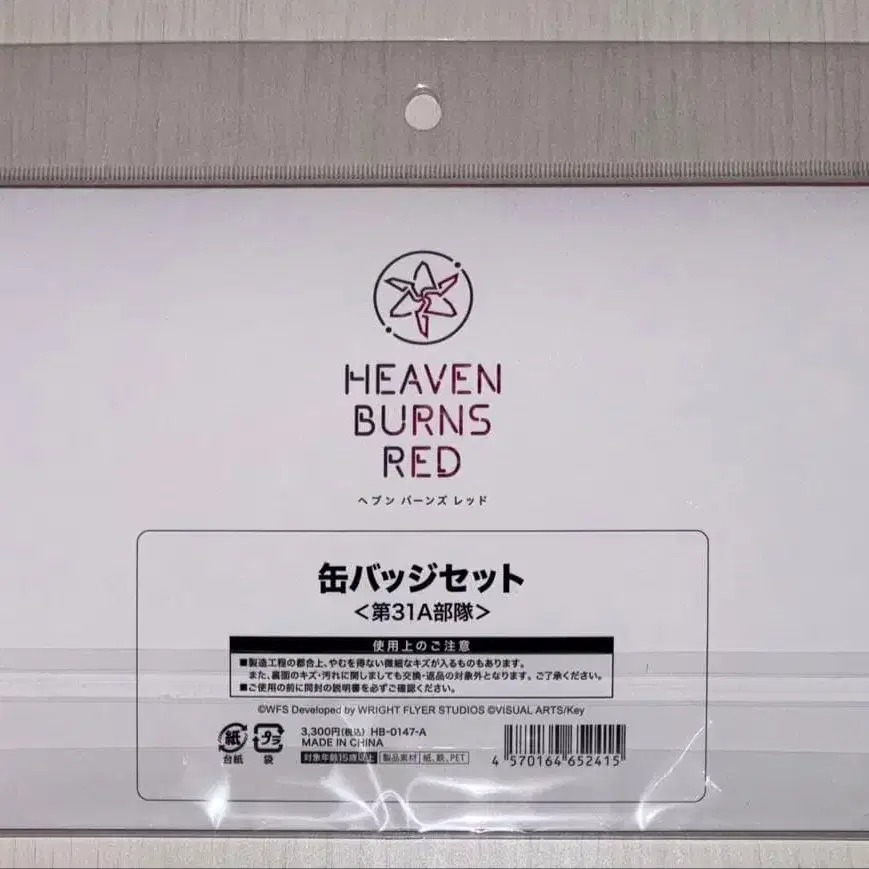 HEAVEN
BURNS
RED
ヘブン バーンズ レッド
缶バッジセット
<第31A部隊>
使用上のご注意
■製造工程の都合上、やむを得ない微細なキズが入るものもあります。
また、裏面のキズ・汚れに関しましても交換・返品の対象外となります。ご了承ください。
■ご使用の前に同封の説明書を必ずご確認ください。
©WFS Developed by WRIGHT FLYER STUDIOS ©VISUAL ARTS/Key
紙 台紙
プラ 袋
3,300円(税込) HB-0147-A
MADE IN CHINA
対象年齢15歳以上 製品素材 紙、鉄、PET
4 570164 652415